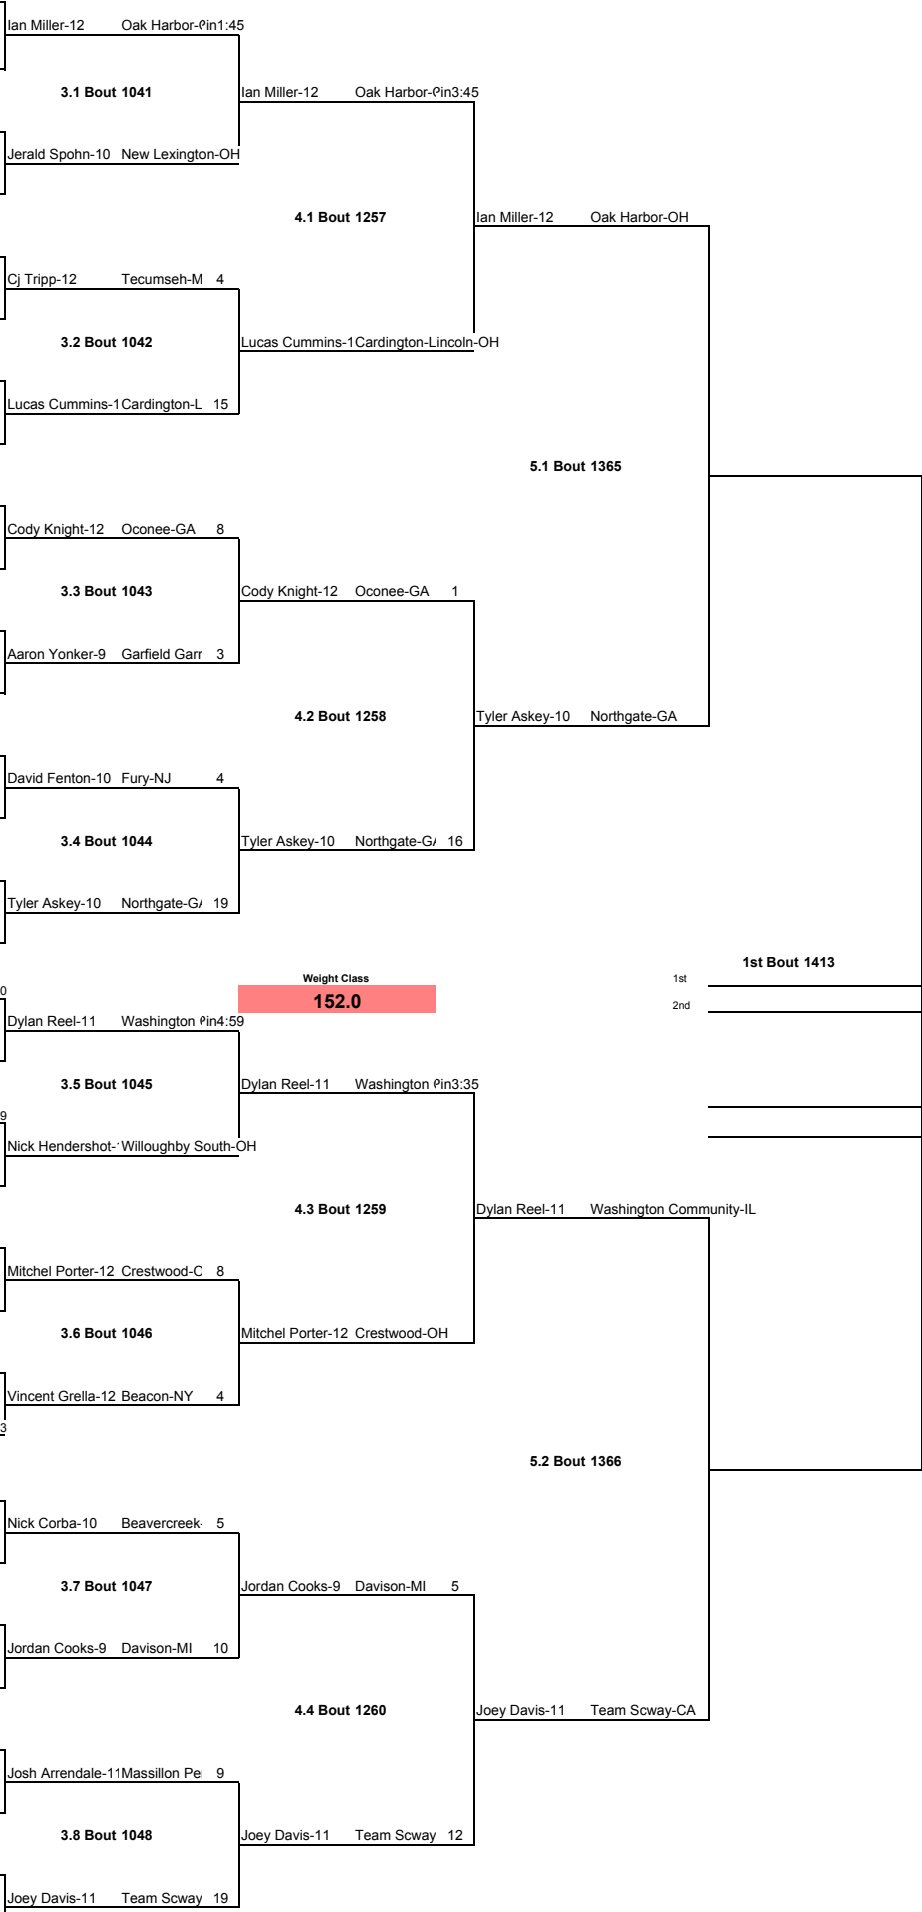 Ian Miller-12 Oak Harbor-Pin1:45
3.1 Bout 1041
Ian Miller-12 Oak Harbor-Pin3:45
Jerald Spohn-10 New Lexington-OH
4.1 Bout 1257
Ian Miller-12 Oak Harbor-OH
Cj Tripp-12 Tecumseh-M 4
3.2 Bout 1042
Lucas Cummins-1 Cardington-Lincoln-OH
Lucas Cummins-1 Cardington-L 15
5.1 Bout 1365
Cody Knight-12 Oconee-GA 8
3.3 Bout 1043
Cody Knight-12 Oconee-GA 1
Aaron Yonker-9 Garfield Garr 3
4.2 Bout 1258
Tyler Askey-10 Northgate-GA
David Fenton-10 Fury-NJ 4
3.4 Bout 1044
Tyler Askey-10 Northgate-G 16
Tyler Askey-10 Northgate-G 19
1st Bout 1413
Weight Class
1st
0
152.0
2nd
Dylan Reel-11 Washington Pin4:59
3.5 Bout 1045
Dylan Reel-11 Washington Pin3:35
9
Nick Hendershot- Willoughby South-OH
4.3 Bout 1259
Dylan Reel-11 Washington Community-IL
Mitchel Porter-12 Crestwood-C 8
3.6 Bout 1046
Mitchel Porter-12 Crestwood-OH
Vincent Grella-12 Beacon-NY 4
3
5.2 Bout 1366
Nick Corba-10 Beavercreek- 5
3.7 Bout 1047
Jordan Cooks-9 Davison-MI 5
Jordan Cooks-9 Davison-MI 10
4.4 Bout 1260
Joey Davis-11 Team Scway-CA
Josh Arrendale-11 Massillon Pe 9
3.8 Bout 1048
Joey Davis-11 Team Scway 12
Joey Davis-11 Team Scway 19